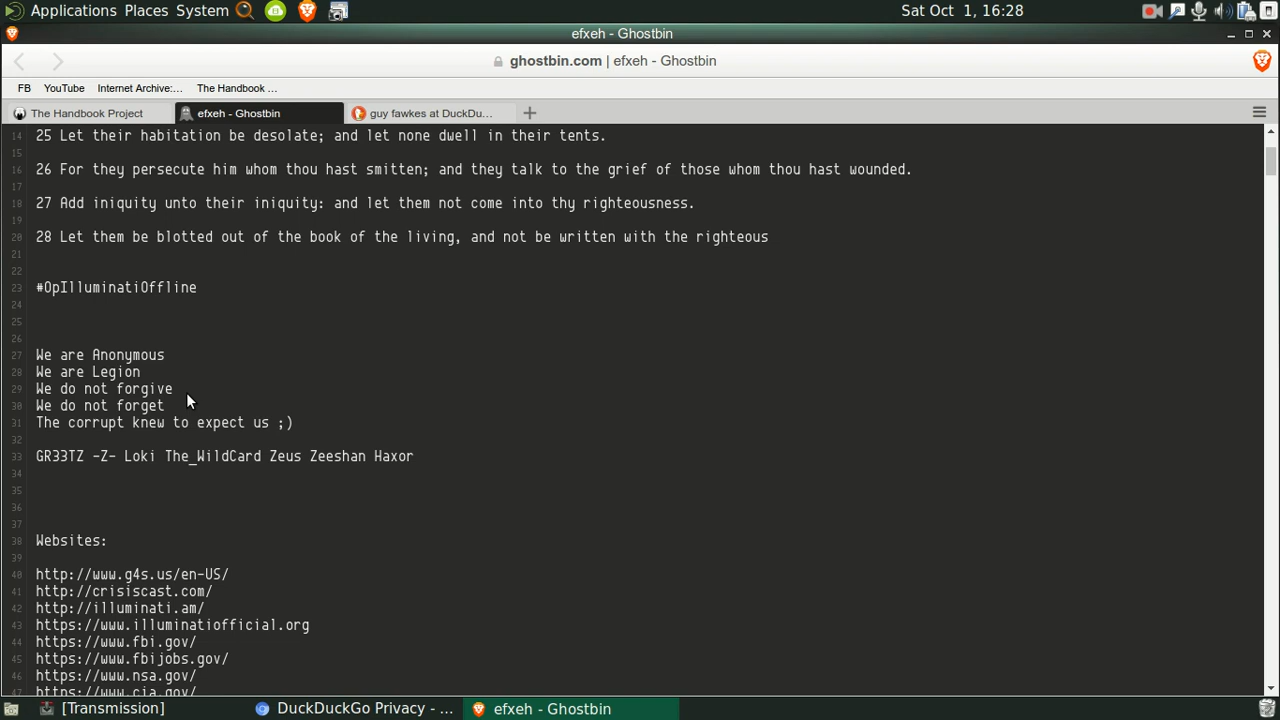 Applications Places System
Sat Oct 1, 16:28
efxeh - Ghostbin
ghostbin.com | efxeh - Ghostbin
FB YouTube Internet Archive:... The Handbook ...
The Handbook Project
efxeh - Ghostbin
guy fawkes at DuckDu...
14 25 Let their habitation be desolate; and let none dwell in their tents.
15
16 26 For they persecute him whom thou hast smitten; and they talk to the grief of those whom thou hast wounded.
17
18 27 Add iniquity unto their iniquity: and let them not come into thy righteousness.
19
20 28 Let them be blotted out of the book of the living, and not be written with the righteous
21
22
23 #OpIlluminatiOffline
24
25
26
27 We are Anonymous
28 We are Legion
29 We do not forgive
30 We do not forget
31 The corrupt knew to expect us ;)
32
33 GR33TZ -Z- Loki The_WildCard Zeus Zeeshan Haxor
34
35
36
37
38 Websites:
39
40 http://www.g4s.us/en-US/
41 http://crisiscast.com/
42 http://illuminati.am/
43 https://www.illuminatiofficial.org
44 https://www.fbi.gov/
45 https://www.fbijobs.gov/
46 https://www.nsa.gov/
47 https://www.cia.gov/
[Transmission]
DuckDuckGo Privacy - ...
efxeh - Ghostbin